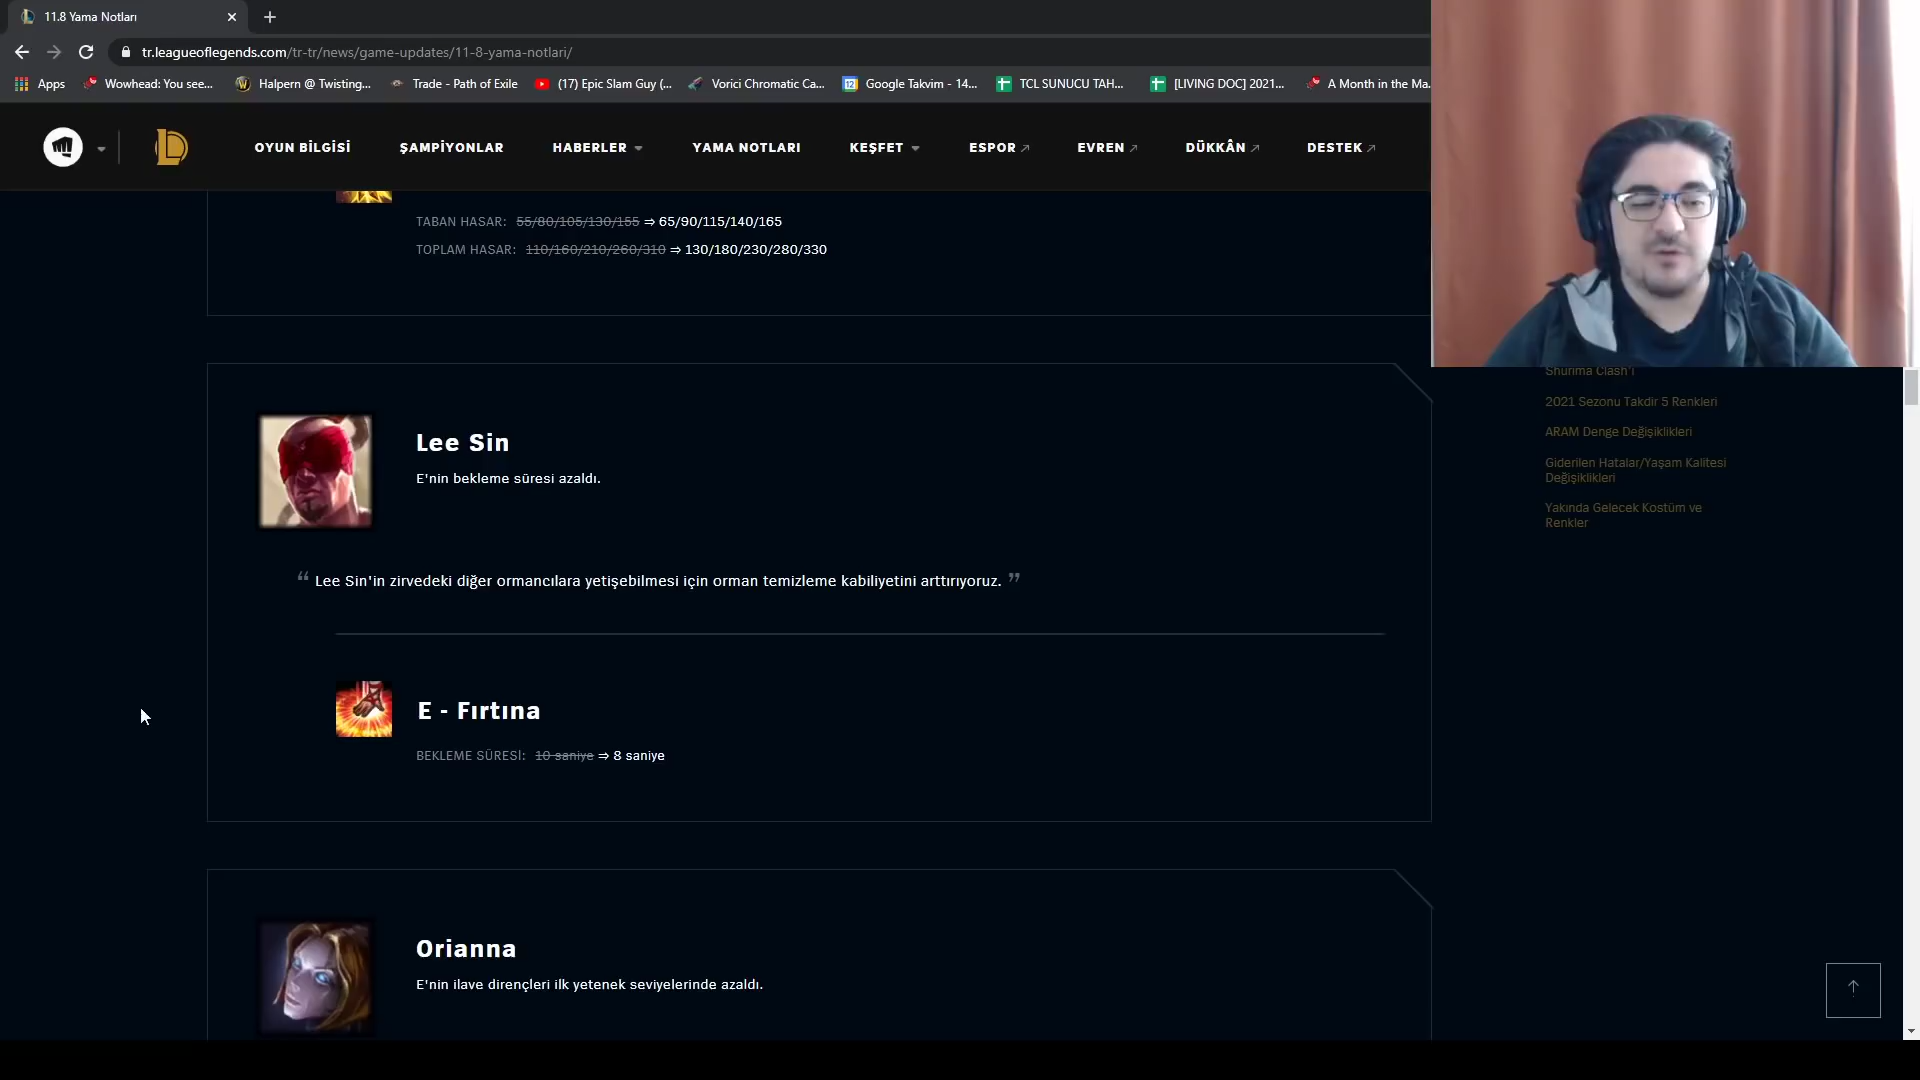 11.8 Yama Notları
tr.leagueoflegends.com/tr-tr/news/game-updates/11-8-yama-notlari/
Apps
Wowhead: You see...
Halpern @ Twisting...
Trade - Path of Exile
(17) Epic Slam Guy (...
Vorici Chromatic Ca...
Google Takvim - 14...
TCL SUNUCU TAH...
[LIVING DOC] 2021...
A Month in the Ma...
OYUN BİLGİSİ
ŞAMPİYONLAR
HABERLER
YAMA NOTLARI
KEŞFET
ESPOR
EVREN
DÜKKÂN
DESTEK
TABAN HASAR: 55/80/105/130/155 ⇒ 65/90/115/140/165
TOPLAM HASAR: 110/160/210/260/310 ⇒ 130/180/230/280/330
Shurima Clash'i
2021 Sezonu Takdir 5 Renkleri
ARAM Denge Değişiklikleri
Giderilen Hatalar/Yaşam Kalitesi
Değişiklikleri
Yakında Gelecek Kostüm ve
Renkler
Lee Sin
E'nin bekleme süresi azaldı.
“ Lee Sin'in zirvedeki diğer ormancılara yetişebilmesi için orman temizleme kabiliyetini arttırıyoruz. ”
E - Fırtına
BEKLEME SÜRESİ: 10 saniye ⇒ 8 saniye
Orianna
E'nin ilave dirençleri ilk yetenek seviyelerinde azaldı.